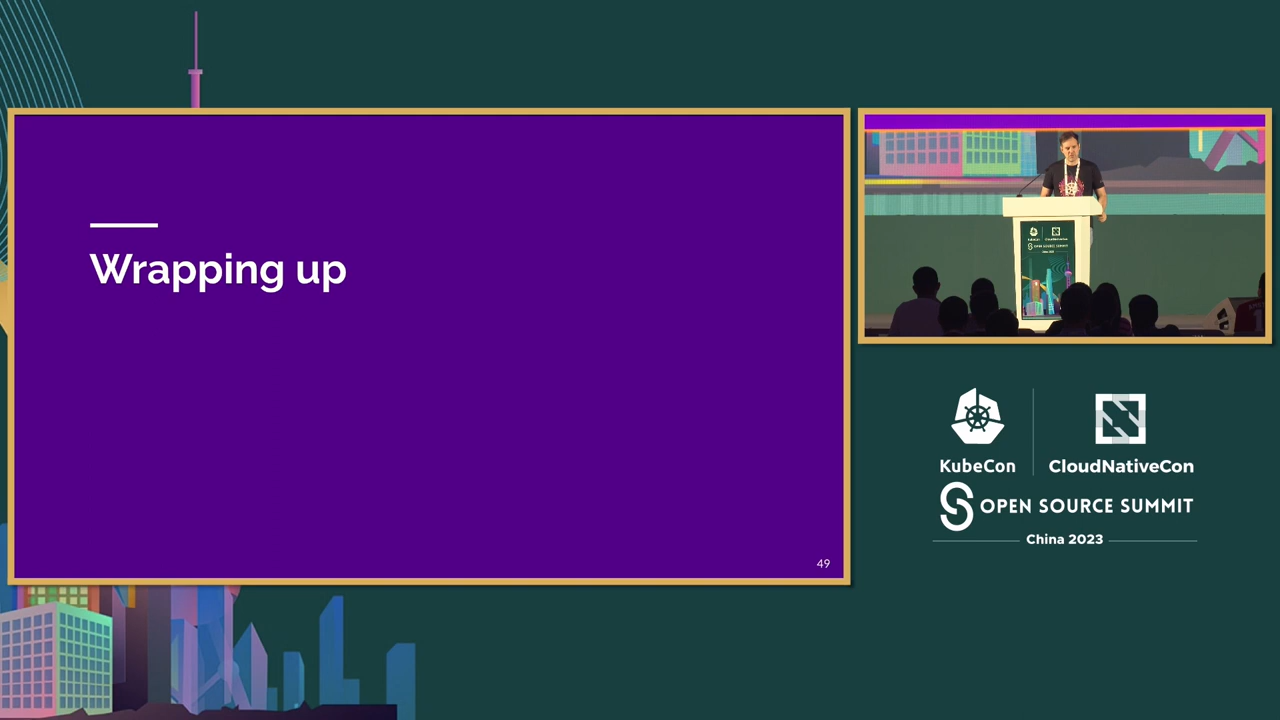 Wrapping up
49
KubeCon
CloudNativeCon
OPEN SOURCE SUMMIT
China 2023